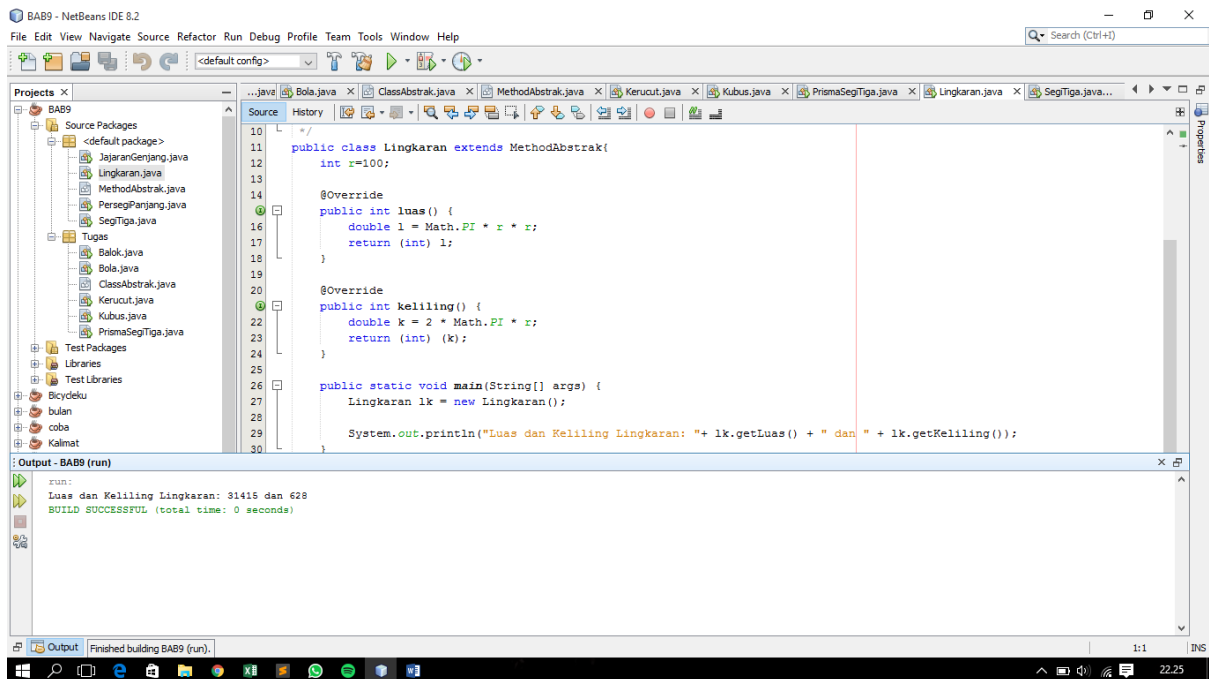 BAB9 - NetBeans IDE 8.2
File Edit View Navigate Source Refactor Run Debug Profile Team Tools Window Help
Search (Ctrl+I)
<default config>
Projects
...java Bola.java ClassAbstrak.java MethodAbstrak.java Kerucut.java Kubus.java PrismaSegiTiga.java Lingkaran.java SegiTiga.java...
Source History
BAB9
Source Packages
<default package>
JajaranGenjang.java
Lingkaran.java
MethodAbstrak.java
PersegiPanjang.java
SegiTiga.java
Tugas
Balok.java
Bola.java
ClassAbstrak.java
Kerucut.java
Kubus.java
PrismaSegiTiga.java
Test Packages
Libraries
Test Libraries
Bicydeku
bulan
coba
Kalimat
10 */
11 public class Lingkaran extends MethodAbstrak{
12 int r=100;
13
14 @Override
public int luas() {
16 double l = Math.PI * r * r;
17 return (int) l;
18 }
19
20 @Override
public int keliling() {
22 double k = 2 * Math.PI * r;
23 return (int) (k);
24 }
25
26 public static void main(String[] args) {
27 Lingkaran lk = new Lingkaran();
28
29 System.out.println("Luas dan Keliling Lingkaran: "+ lk.getLuas() + " dan " + lk.getKeliling());
30 }
Properties
Output - BAB9 (run)
run:
Luas dan Keliling Lingkaran: 31415 dan 628
BUILD SUCCESSFUL (total time: 0 seconds)
Output
Finished building BAB9 (run).
1:1 INS
22.25